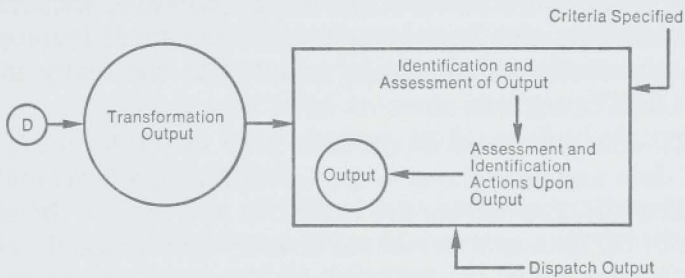 Criteria Specified
Identification and
Assessment of Output
D
Transformation
Output
Assessment and
Identification
Actions Upon
Output
Output
Dispatch Output